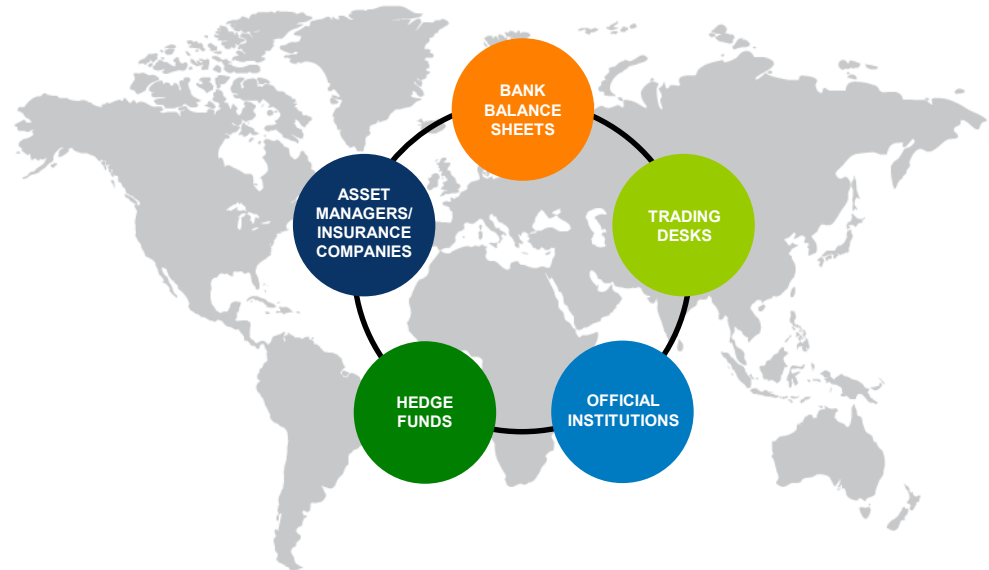 BANK
BALANCE
SHEETS
ASSET
MANAGERS/
INSURANCE
COMPANIES
TRADING
DESKS
HEDGE
FUNDS
OFFICIAL
INSTITUTIONS